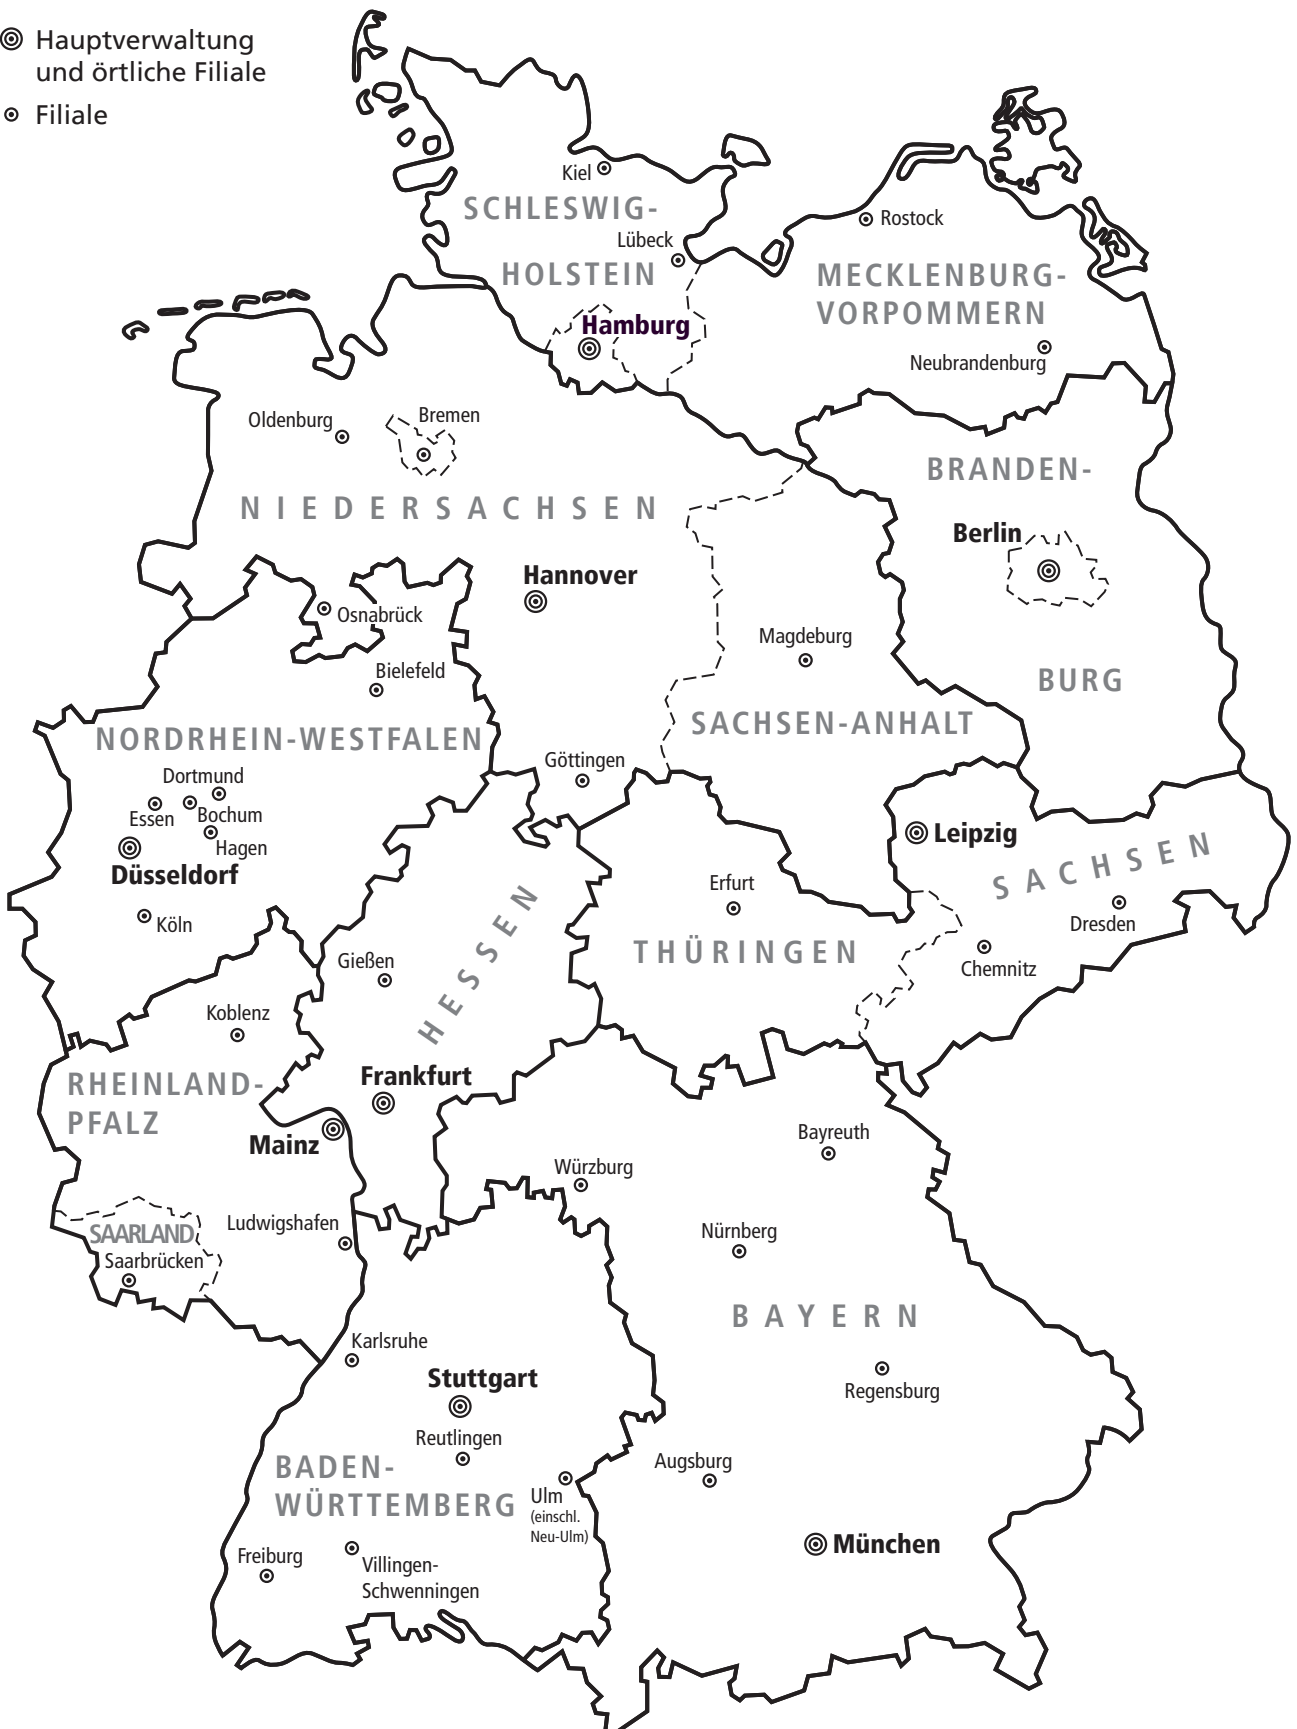 Hauptverwaltung
und örtliche Filiale
Filiale
Kiel
SCHLESWIG-
Lübeck
HOLSTEIN
Rostock
MECKLENBURG-
VORPOMMERN
Hamburg
Neubrandenburg
Oldenburg
Bremen
BRANDEN-
NIEDERSACHSEN
Berlin
Hannover
Osnabrück
Magdeburg
Bielefeld
BURG
SACHSEN-ANHALT
NORDRHEIN-WESTFALEN
Göttingen
Dortmund
Essen
Bochum
Hagen
Düsseldorf
Leipzig
SACHSEN
Erfurt
Dresden
Köln
HESSEN
THÜRINGEN
Gießen
Chemnitz
Koblenz
RHEINLAND-
PFALZ
Frankfurt
Mainz
Bayreuth
Würzburg
Ludwigshafen
SAARLAND
Saarbrücken
Nürnberg
BAYERN
Karlsruhe
Stuttgart
Regensburg
Reutlingen
BADEN-
WÜRTTEMBERG
Augsburg
Ulm
(einschl.
Neu-Ulm)
München
Freiburg
Villingen-
Schwenningen